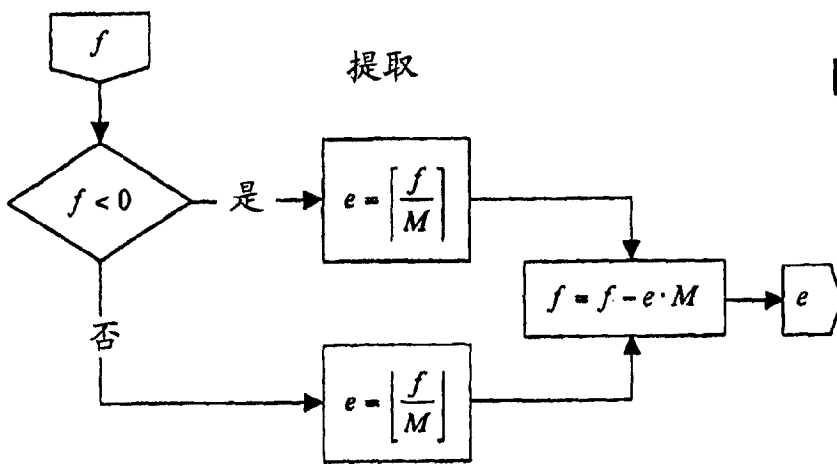 f
提取
f < 0
是
e = ⌈f/M⌉
f = f - e · M
e
否
e = ⌊f/M⌋